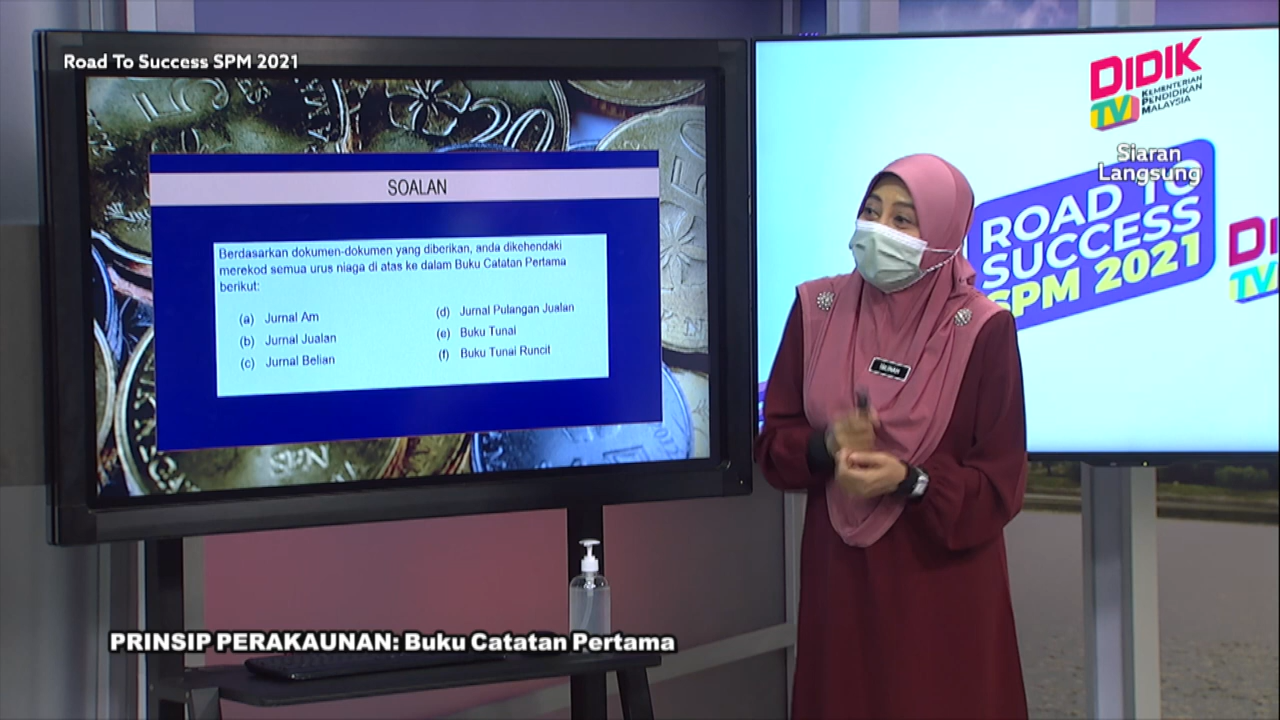 Road To Success SPM 2021
SOALAN
Berdasarkan dokumen-dokumen yang diberikan, anda dikehendaki
merekod semua urus niaga di atas ke dalam Buku Catatan Pertama
berikut:
(a) Jurnal Am
(b) Jurnal Jualan
(c) Jurnal Belian
(d) Jurnal Pulangan Jualan
(e) Buku Tunai
(f) Buku Tunai Runcit
DIDIK
TV
KEMENTERIAN
PENDIDIKAN
MALAYSIA
Siaran
Langsung
ROAD TO
SUCCESS
SPM 2021
DIDIK
TV
PRINSIP PERAKAUNAN: Buku Catatan Pertama